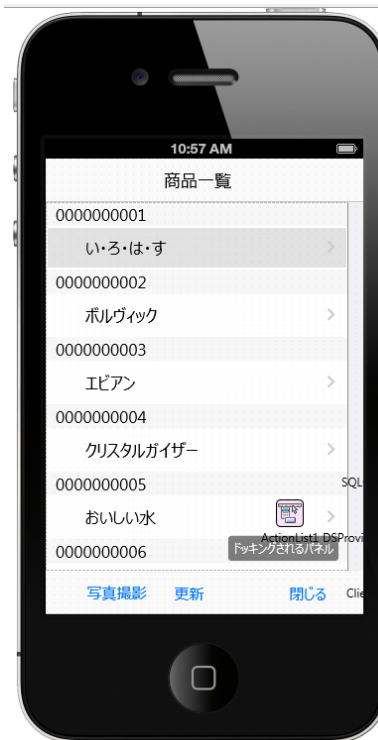 10:57 AM
商品一覧
0000000001
い・ろ・は・す
0000000002
ボルヴィック
0000000003
エビアン
0000000004
クリスタルガイザー
0000000005
SQL
おいしい水
ActionList1 DSProvi
ドッキングされるパネル
0000000006
写真撮影 更新 閉じる Clie